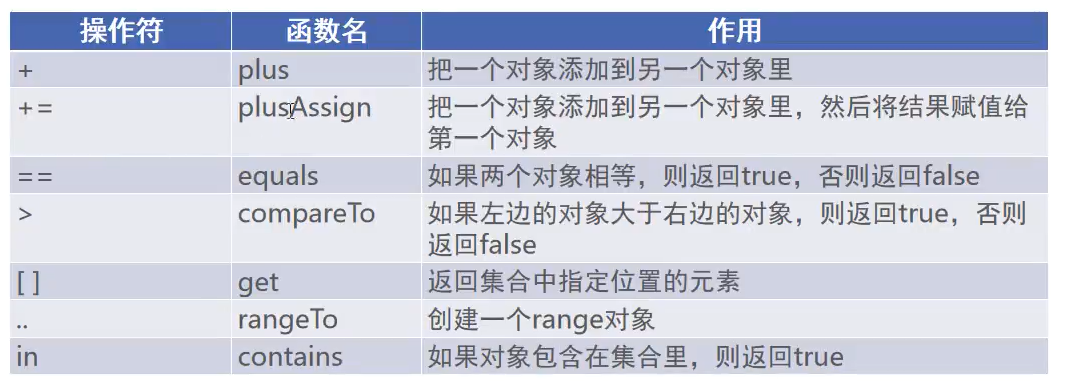 操作符 函数名 作用
+ plus 把一个对象添加到另一个对象里
+= plusAssign 把一个对象添加到另一个对象里，然后将结果赋值给
第一个对象
== equals 如果两个对象相等，则返回true，否则返回false
> compareTo 如果左边的对象大于右边的对象，则返回true，否则
返回false
[ ] get 返回集合中指定位置的元素
.. rangeTo 创建一个range对象
in contains 如果对象包含在集合里，则返回true